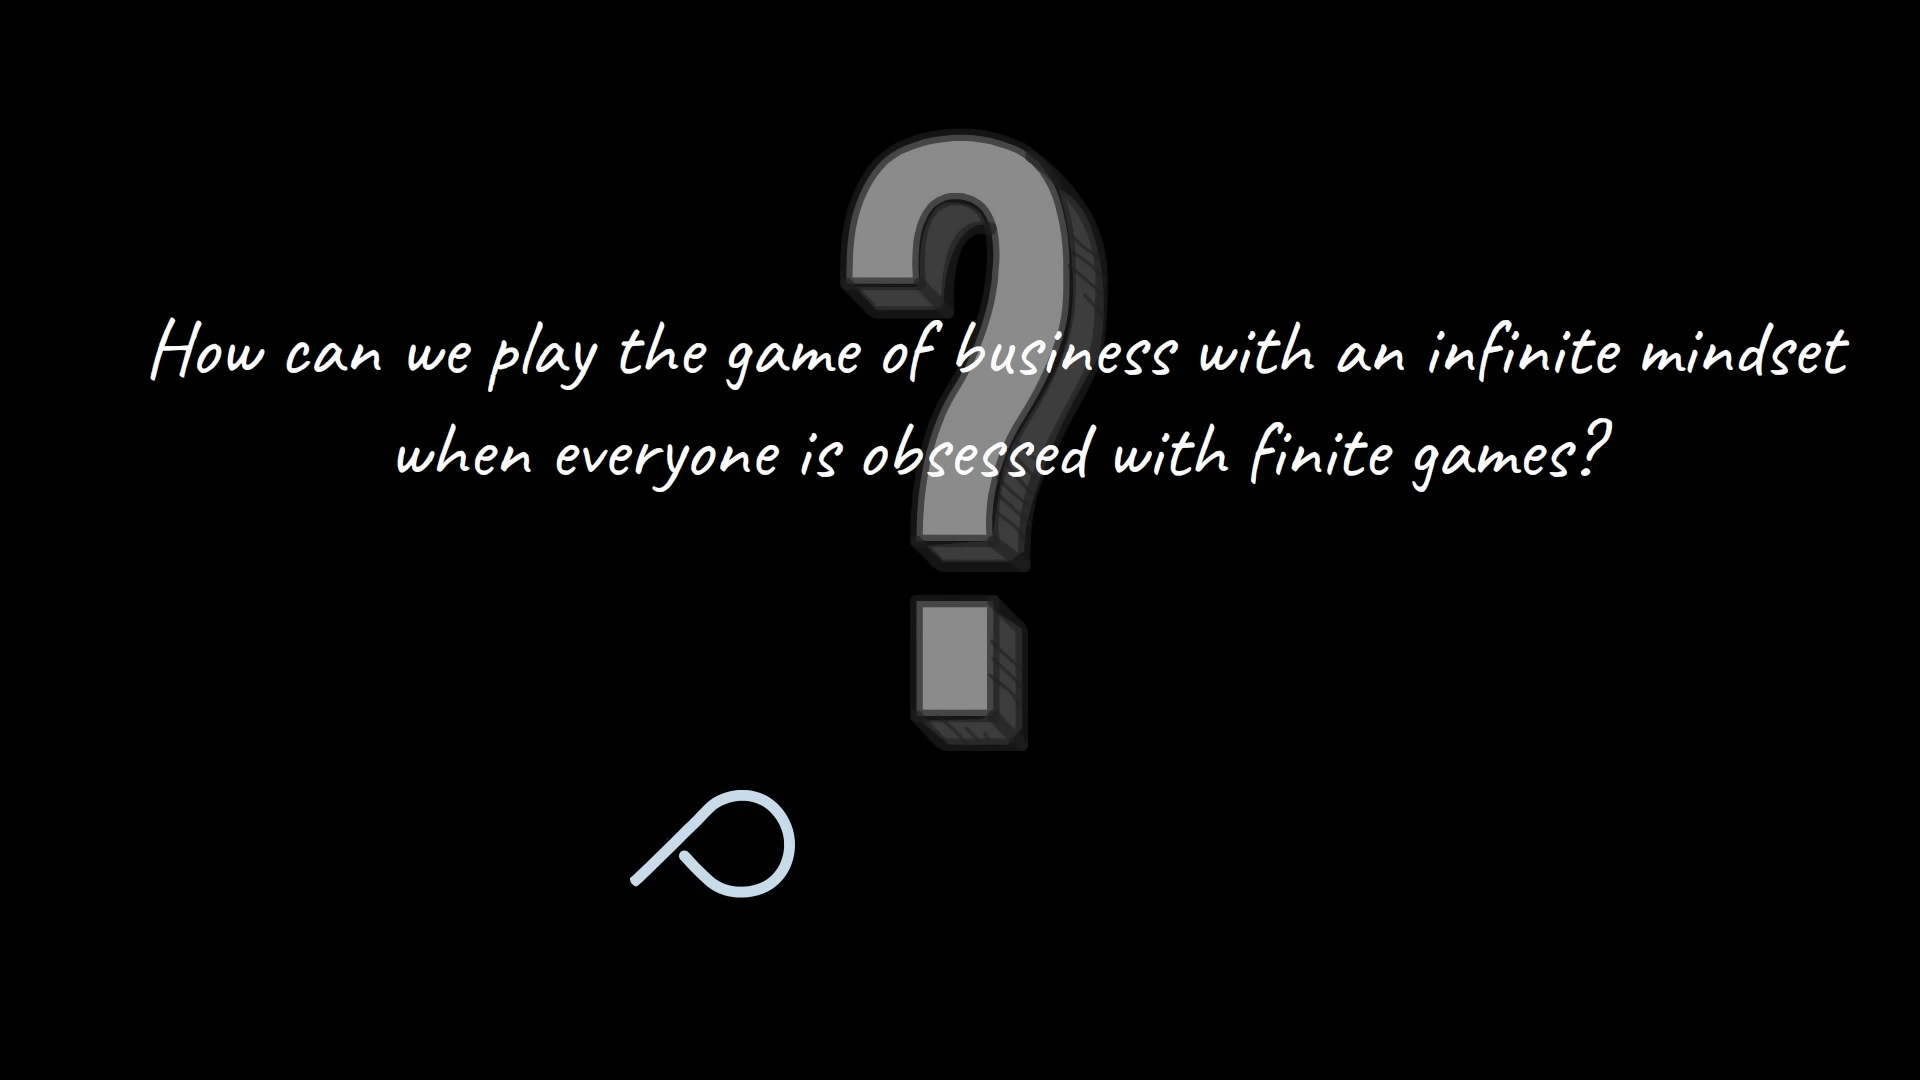 How can we play the game of business with an infinite mindset
when everyone is obsessed with finite games?